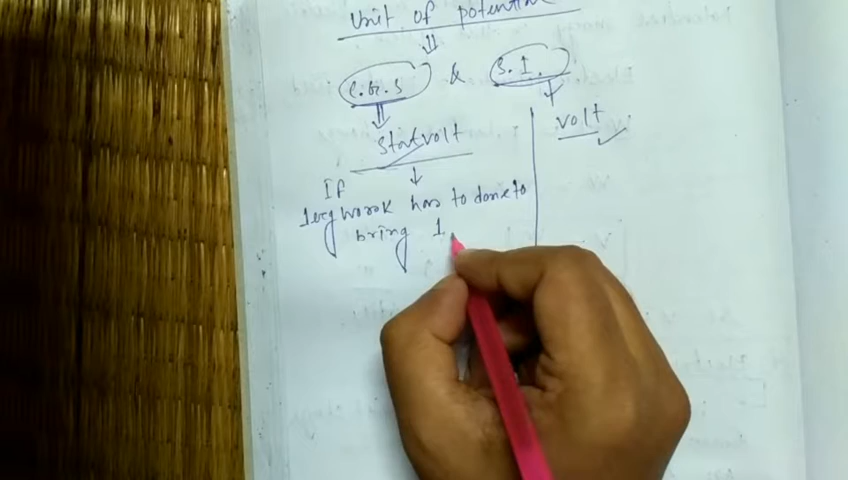 Unit of potential
C.G.S & S.I.
statvolt
volt
If
1erg work has to done to
bring 1